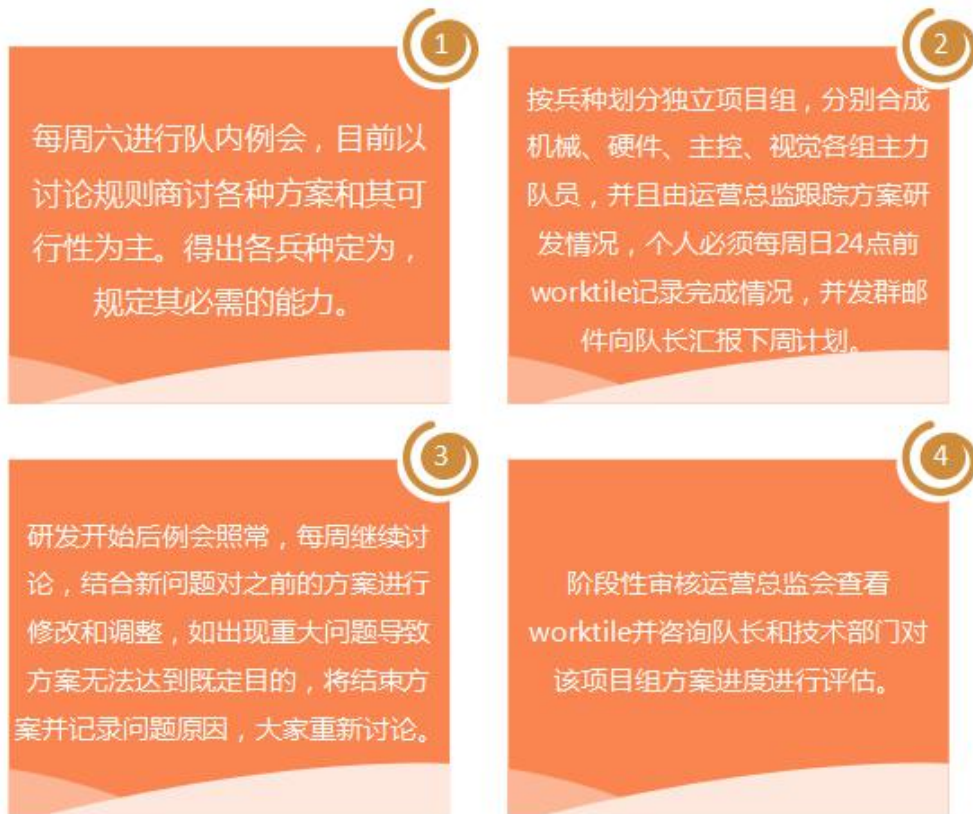 1
每周六进行队内例会，目前以
讨论规则商讨各种方案和其可
行性为主。得出各兵种定为，
规定其必需的能力。
2
按兵种划分独立项目组，分别合成
机械、硬件、主控、视觉各组主力
队员，并且由运营总监跟踪方案研
发情况，个人必须每周日24点前
worktile记录完成情况，并发群邮
件向队长汇报下周计划。
3
研发开始后例会照常，每周继续讨
论，结合新问题对之前的方案进行
修改和调整，如出现重大问题导致
方案无法达到既定目的，将结束方
案并记录问题原因，大家重新讨论。
4
阶段性审核运营总监会查看
worktile并咨询队长和技术部门对
该项目组方案进度进行评估。